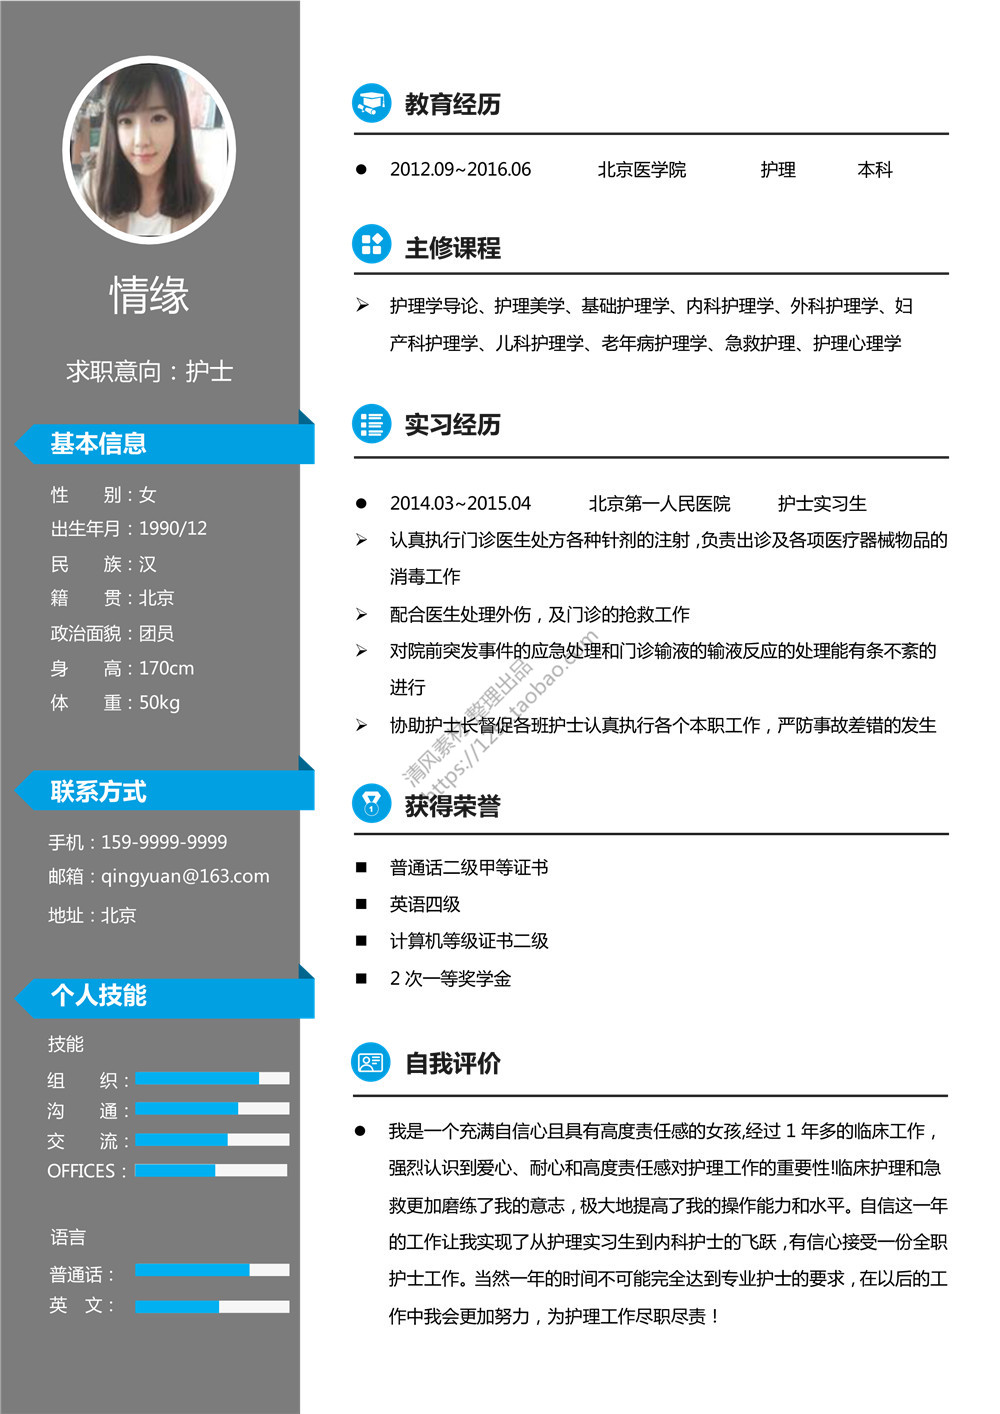 情缘
求职意向：护士
基本信息
性 别：女
出生年月：1990/12
民 族：汉
籍 贯：北京
政治面貌：团员
身 高：170cm
体 重：50kg
联系方式
手机：159-9999-9999
邮箱：qingyuan@163.com
地址：北京
个人技能
技能
组 织：
沟 通：
交 流：
OFFICES：
语言
普通话：
英 文：
教育经历
2012.09~2016.06 北京医学院 护理 本科
主修课程
护理学导论、护理美学、基础护理学、内科护理学、外科护理学、妇
产科护理学、儿科护理学、老年病护理学、急救护理、护理心理学
实习经历
2014.03~2015.04 北京第一人民医院 护士实习生
认真执行门诊医生处方各种针剂的注射,负责出诊及各项医疗器械物品的
消毒工作
配合医生处理外伤，及门诊的抢救工作
对院前突发事件的应急处理和门诊输液的输液反应的处理能有条不紊的
进行
协助护士长督促各班护士认真执行各个本职工作，严防事故差错的发生
清风素材 整理出品
获得荣誉
普通话二级甲等证书
英语四级
计算机等级证书二级
2 次一等奖学金
自我评价
我是一个充满自信心且具有高度责任感的女孩,经过 1 年多的临床工作，
强烈认识到爱心、耐心和高度责任感对护理工作的重要性!临床护理和急
救更加磨练了我的意志，极大地提高了我的操作能力和水平。自信这一年
的工作让我实现了从护理实习生到内科护士的飞跃,有信心接受一份全职
护士工作。当然一年的时间不可能完全达到专业护士的要求，在以后的工
作中我会更加努力，为护理工作尽职尽责！